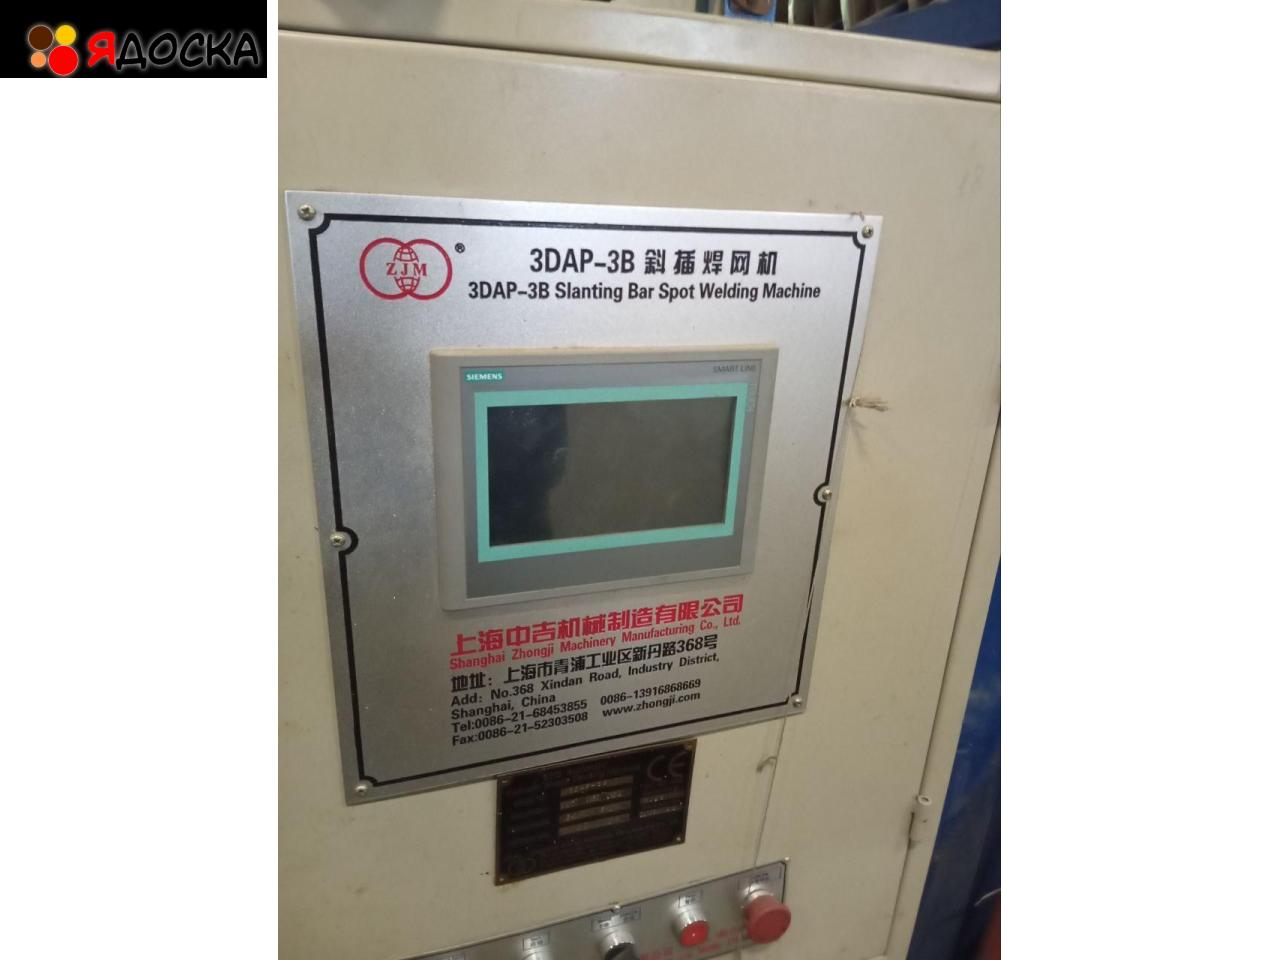 ЯДОСКА
ZJM ®
3DAP-3B 斜插焊网机
3DAP-3B Slanting Bar Spot Welding Machine
SIEMENS
SMART LINE
上海中吉机械制造有限公司
Shanghai Zhongji Machinery Manufacturing Co., Ltd.
地址：上海市青浦工业区新丹路368号
Add: No.368 Xindan Road, Industry District,
Shanghai, China
Tel:0086-21-68453855 0086-13916868669
Fax:0086-21-52303508 www.zhongji.com
CE